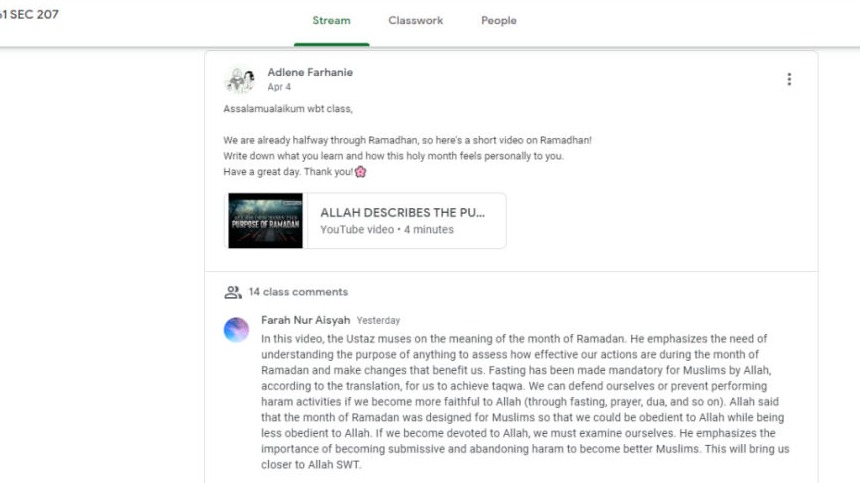 61 SEC 207
Stream
Classwork
People
Adlene Farhanie
Apr 4
Assalamualaikum wbt class,
We are already halfway through Ramadhan, so here's a short video on Ramadhan!
Write down what you learn and how this holy month feels personally to you.
Have a great day. Thank you!🌸
ALLAH DESCRIBES THE
PURPOSE OF RAMADAN
ALLAH DESCRIBES THE PU...
YouTube video • 4 minutes
14 class comments
Farah Nur Aisyah Yesterday
In this video, the Ustaz muses on the meaning of the month of Ramadan. He emphasizes the need of
understanding the purpose of anything to assess how effective our actions are during the month of
Ramadan and make changes that benefit us. Fasting has been made mandatory for Muslims by Allah,
according to the translation, for us to achieve taqwa. We can defend ourselves or prevent performing
haram activities if we become more faithful to Allah (through fasting, prayer, dua, and so on). Allah said
that the month of Ramadan was designed for Muslims so that we could be obedient to Allah while being
less obedient to Allah. If we become devoted to Allah, we must examine ourselves. He emphasizes the
importance of becoming submissive and abandoning haram to become better Muslims. This will bring us
closer to Allah SWT.